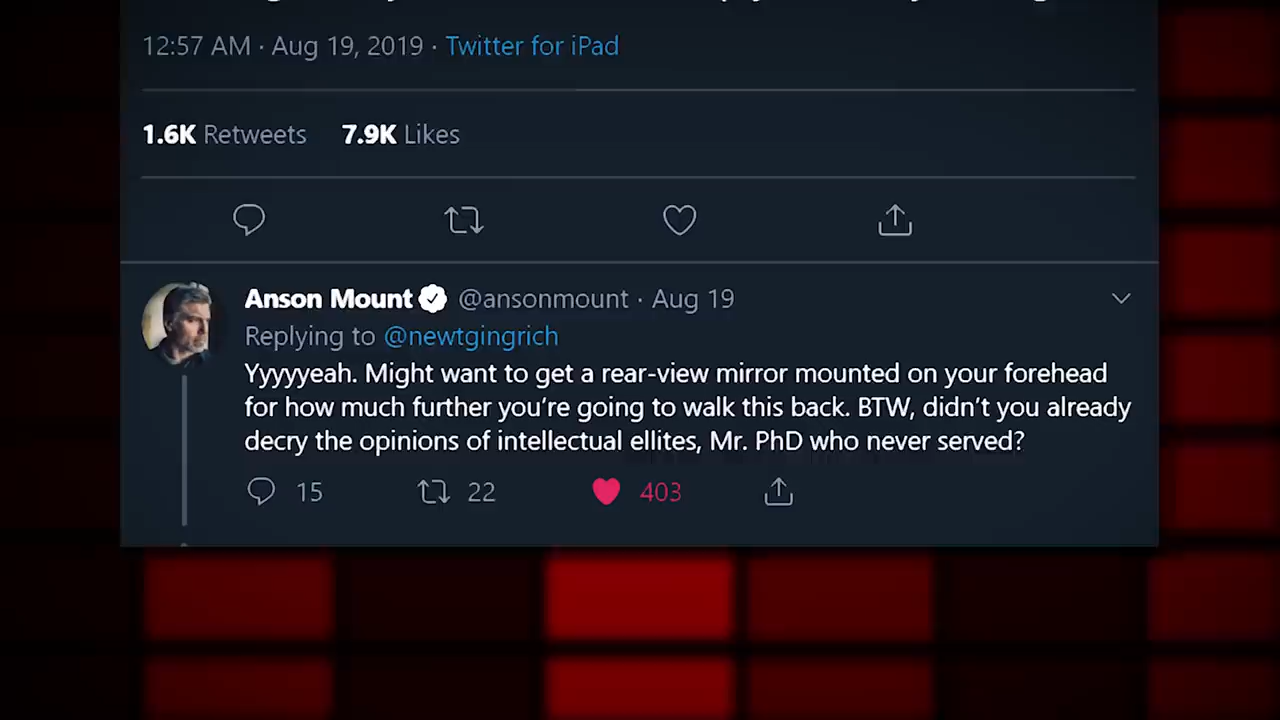 12:57 AM · Aug 19, 2019 · Twitter for iPad
1.6K Retweets 7.9K Likes
Anson Mount @ansonmount · Aug 19
Replying to @newtgingrich
Yyyyyeah. Might want to get a rear-view mirror mounted on your forehead
for how much further you're going to walk this back. BTW, didn't you already
decry the opinions of intellectual ellites, Mr. PhD who never served?
15 22 403